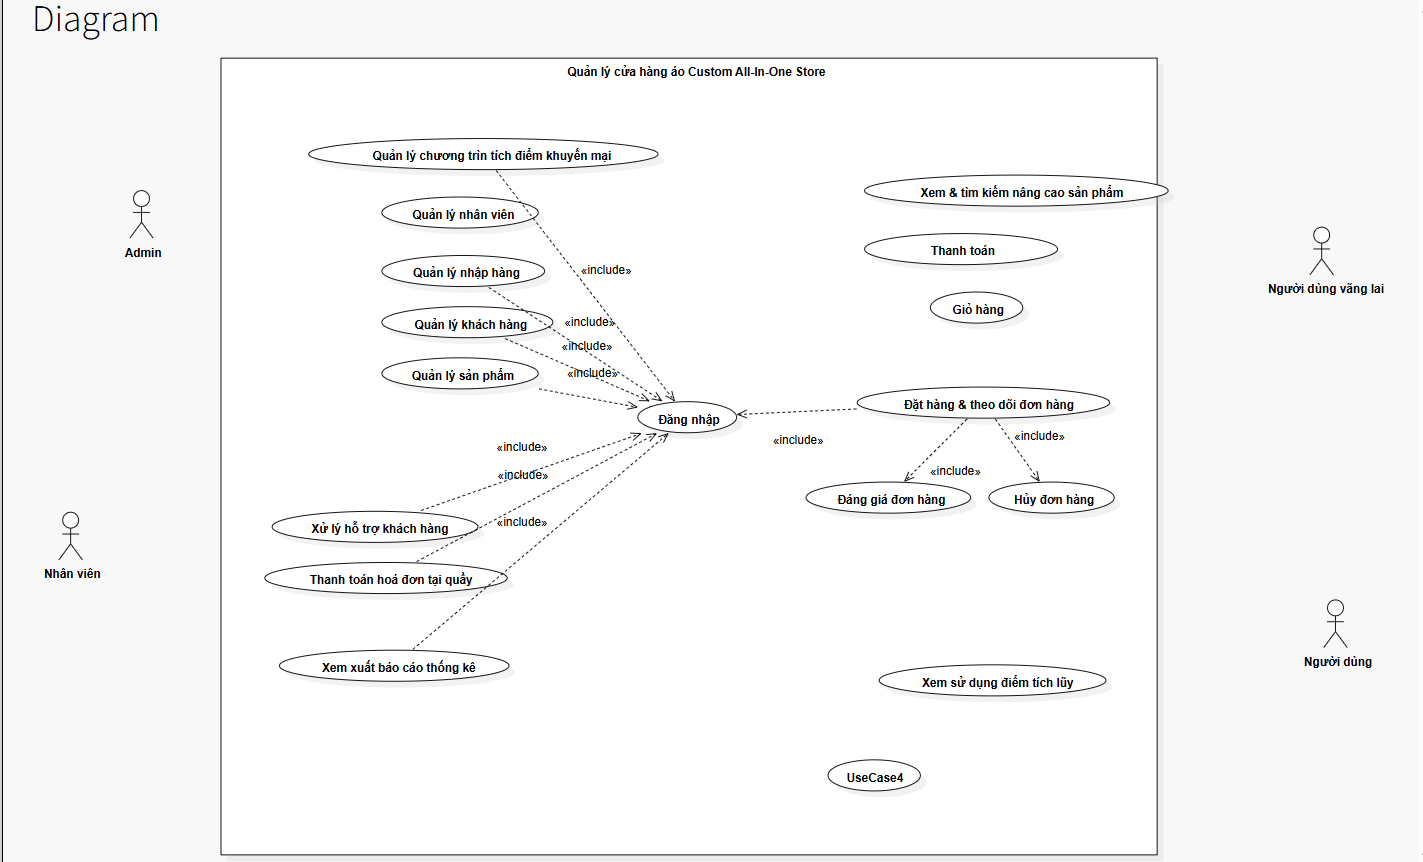 Diagram
Quản lý cửa hàng áo Custom All-In-One Store
Quản lý chương trìn tích điểm khuyến mại
Xem & tìm kiếm nâng cao sản phẩm
Quản lý nhân viên
Admin
Thanh toán
Quản lý nhập hàng
«include»
Người dùng vãng lai
Giỏ hàng
Quản lý khách hàng
«include»
«include»
Quản lý sản phẩm
«include»
Đăng nhập
Đặt hàng & theo dõi đơn hàng
«include»
«include»
«include»
«include»
«include»
Đáng giá đơn hàng
Hủy đơn hàng
«include»
Xử lý hỗ trợ khách hàng
Nhân viên
Thanh toán hoá đơn tại quầy
Xem xuất báo cáo thống kê
Người dùng
Xem sử dụng điểm tích lũy
UseCase4